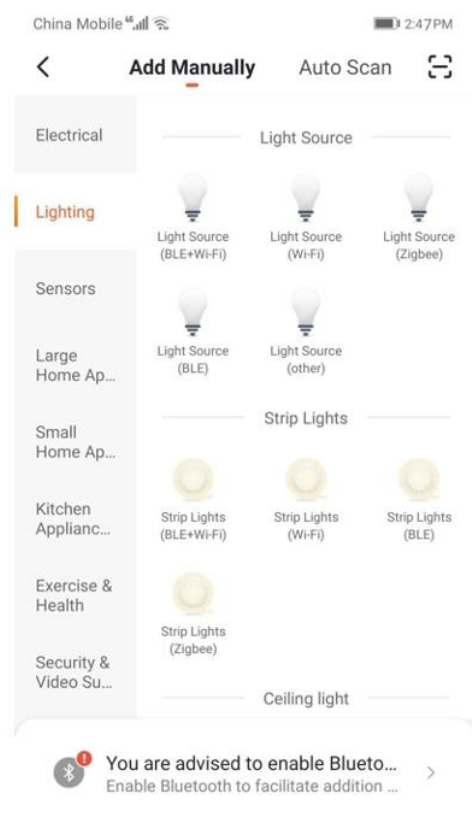 China Mobile 4G 2:47PM
Add Manually Auto Scan
Electrical
Lighting
Sensors
Large
Home Ap...
Small
Home Ap...
Kitchen
Applianc...
Exercise &
Health
Security &
Video Su...
Light Source
Light Source
(BLE+Wi-Fi)
Light Source
(Wi-Fi)
Light Source
(Zigbee)
Light Source
(BLE)
Light Source
(other)
Strip Lights
Strip Lights
(BLE+Wi-Fi)
Strip Lights
(Wi-Fi)
Strip Lights
(BLE)
Strip Lights
(Zigbee)
Ceiling light
You are advised to enable Blueto...
Enable Bluetooth to facilitate addition ...